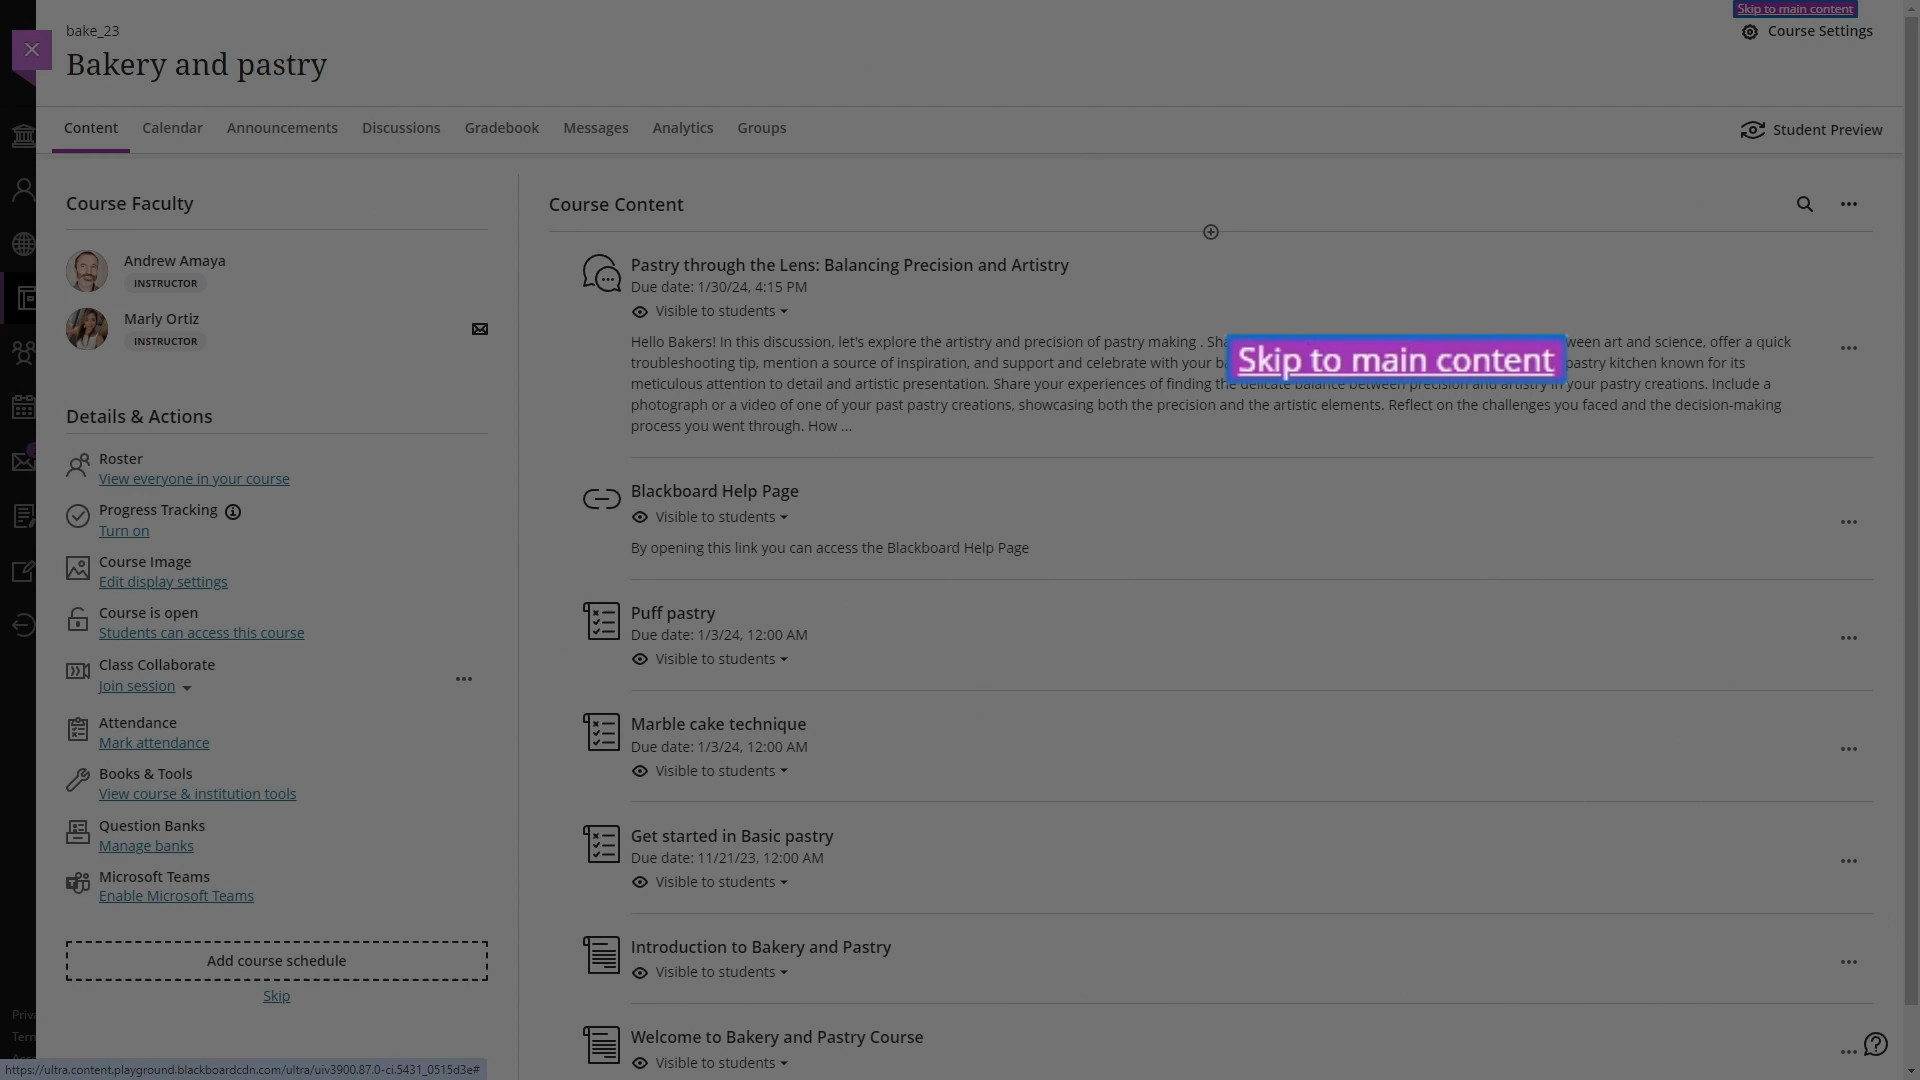 Skip to main content
bake_23
Course Settings
Bakery and pastry
Content
Calendar
Announcements
Discussions
Gradebook
Messages
Analytics
Groups
Student Preview
Course Faculty
Andrew Amaya
INSTRUCTOR
Marly Ortiz
INSTRUCTOR
Details & Actions
Roster
View everyone in your course
Progress Tracking
Turn on
Course Image
Edit display settings
Course is open
Students can access this course
Class Collaborate
Join session
Attendance
Mark attendance
Books & Tools
View course & institution tools
Question Banks
Manage banks
Microsoft Teams
Enable Microsoft Teams
Add course schedule
Skip
Course Content
Pastry through the Lens: Balancing Precision and Artistry
Due date: 1/30/24, 4:15 PM
Visible to students
Hello Bakers! In this discussion, let's explore the artistry and precision of pastry making . art and science, offer a quick
troubleshooting tip, mention a source of inspiration, and support and celebrate with your pastry kitchen known for its
meticulous attention to detail and artistic presentation. Share your experiences of finding the delicate balance between precision and artistry in your pastry creations. Include a
photograph or a video of one of your past pastry creations, showcasing both the precision and the artistic elements. Reflect on the challenges you faced and the decision-making
process you went through. How ...
Skip to main content
Blackboard Help Page
Visible to students
By opening this link you can access the Blackboard Help Page
Puff pastry
Due date: 1/3/24, 12:00 AM
Visible to students
Marble cake technique
Due date: 1/3/24, 12:00 AM
Visible to students
Get started in Basic pastry
Due date: 11/21/23, 12:00 AM
Visible to students
Introduction to Bakery and Pastry
Visible to students
Welcome to Bakery and Pastry Course
Visible to students
https://ultra.content.playground.blackboardcdn.com/ultra/uiv3900.87.0-ci.5431_0515d3e#